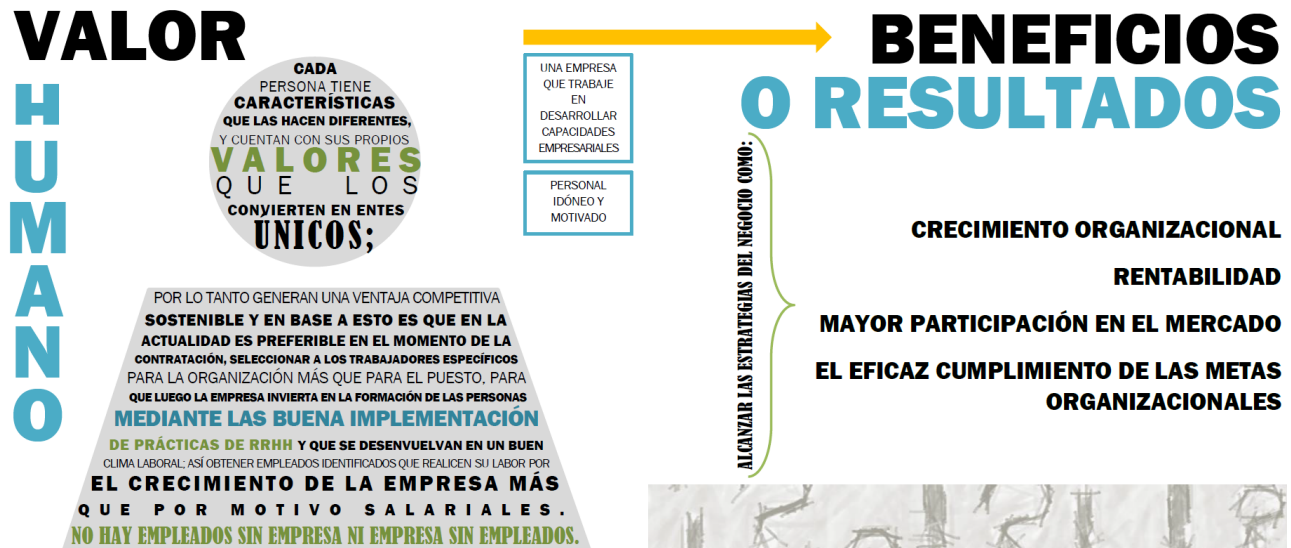 VALOR
HUMANO
CADA
PERSONA TIENE
CARACTERÍSTICAS
QUE LAS HACEN DIFERENTES,
Y CUENTAN CON SUS PROPIOS
VALORES
QUE LOS
CONVIERTEN EN ENTES
ÚNICOS;
POR LO TANTO GENERAN UNA VENTAJA COMPETITIVA
SOSTENIBLE Y EN BASE A ESTO ES QUE EN LA
ACTUALIDAD ES PREFERIBLE EN EL MOMENTO DE LA
CONTRATACIÓN, SELECCIONAR A LOS TRABAJADORES ESPECÍFICOS
PARA LA ORGANIZACIÓN MÁS QUE PARA EL PUESTO, PARA
QUE LUEGO LA EMPRESA INVIERTA EN LA FORMACIÓN DE LAS PERSONAS
MEDIANTE LAS BUENA IMPLEMENTACIÓN
DE PRÁCTICAS DE RRHH Y QUE SE DESENVUELVAN EN UN BUEN
CLIMA LABORAL; ASÍ OBTENER EMPLEADOS IDENTIFICADOS QUE REALICEN SU LABOR POR
EL CRECIMIENTO DE LA EMPRESA MÁS
QUE POR MOTIVO SALARIALES.
NO HAY EMPLEADOS SIN EMPRESA NI EMPRESA SIN EMPLEADOS.
UNA EMPRESA
QUE TRABAJE
EN
DESARROLLAR
CAPACIDADES
EMPRESARIALES
PERSONAL
IDÓNEO Y
MOTIVADO
BENEFICIOS
O RESULTADOS
ALCANZAR LAS ESTRATEGIAS DEL NEGOCIO COMO:
CRECIMIENTO ORGANIZACIONAL
RENTABILIDAD
MAYOR PARTICIPACIÓN EN EL MERCADO
EL EFICAZ CUMPLIMIENTO DE LAS METAS
ORGANIZACIONALES